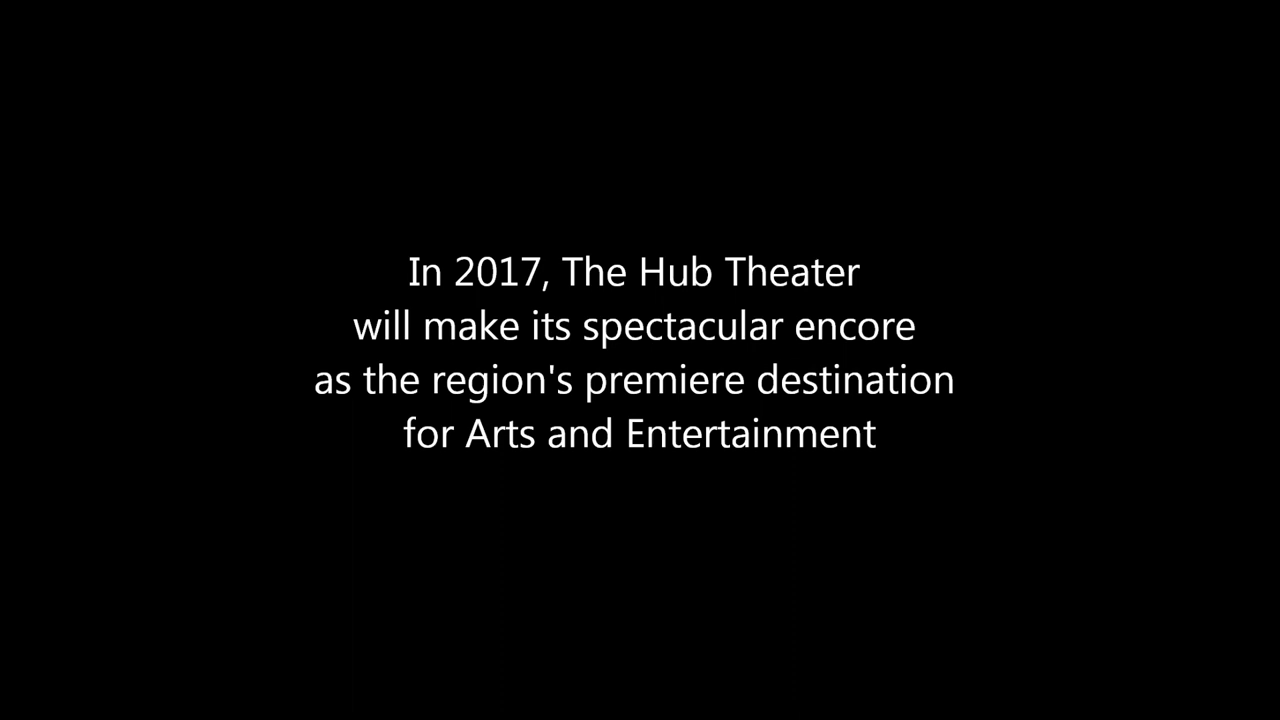 In 2017, The Hub Theater
will make its spectacular encore
as the region's premiere destination
for Arts and Entertainment